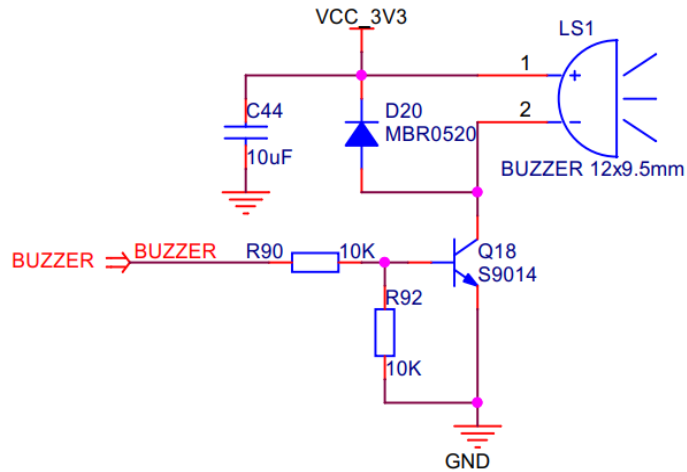 VCC_3V3
LS1
1
C44
D20
MBR0520
2
10uF
BUZZER 12x9.5mm
BUZZER
BUZZER
R90
10K
Q18
S9014
R92
10K
GND
+
-